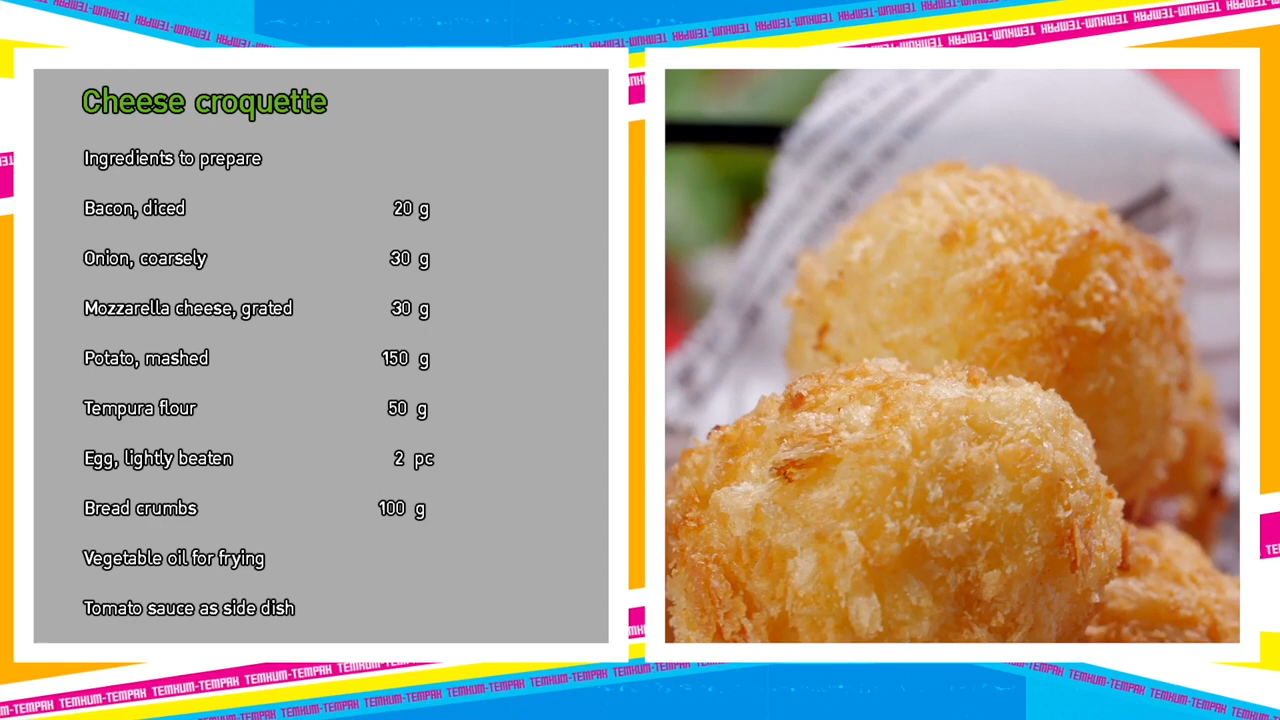 Cheese croquette
Ingredients to prepare
Bacon, diced 20 g
Onion, coarsely 30 g
Mozzarella cheese, grated 30 g
Potato, mashed 150 g
Tempura flour 50 g
Egg, lightly beaten 2 pc
Bread crumbs 100 g
Vegetable oil for frying
Tomato sauce as side dish
TEMHUM-TEMPAH TEMHUM-TEMPAH TEMHUM-TEMPAH TEMHUM-TEMPAH